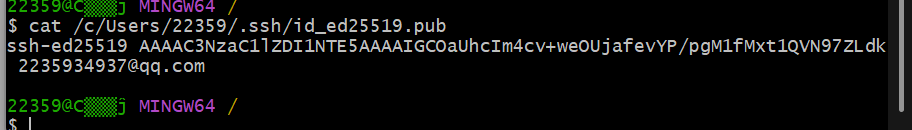 22359@C▒▒▒ĵ MINGW64 /
$ cat /c/Users/22359/.ssh/id_ed25519.pub
ssh-ed25519 AAAAC3NzaC1lZDI1NTE5AAAAIGCOaUhcIm4cv+weOUjafevYP/pgM1fMxt1QVN97ZLdk
2235934937@qq.com
22359@C▒▒▒ĵ MINGW64 /
$